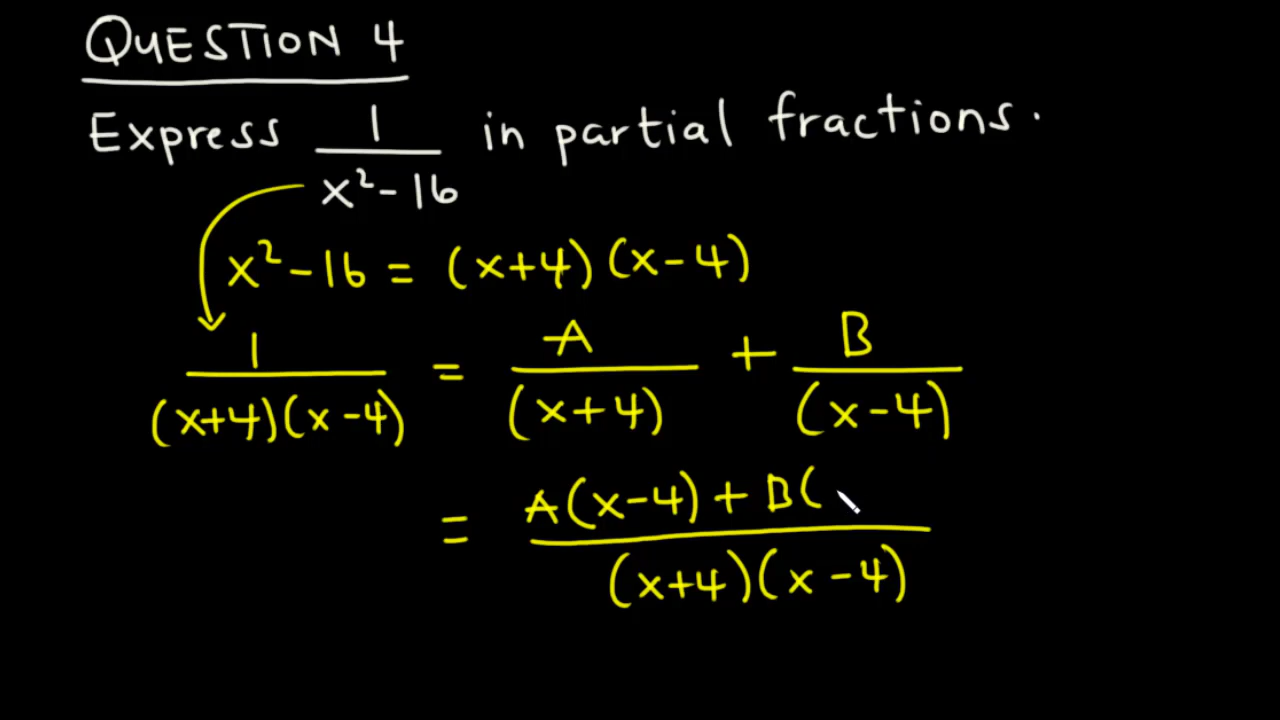 QUESTION 4
Express 1/(x² - 16) in partial fractions.
x² - 16 = (x+4)(x-4)
1/((x+4)(x-4)) = A/(x+4) + B/(x-4)
= (A(x-4) + B( )/((x+4)(x-4))